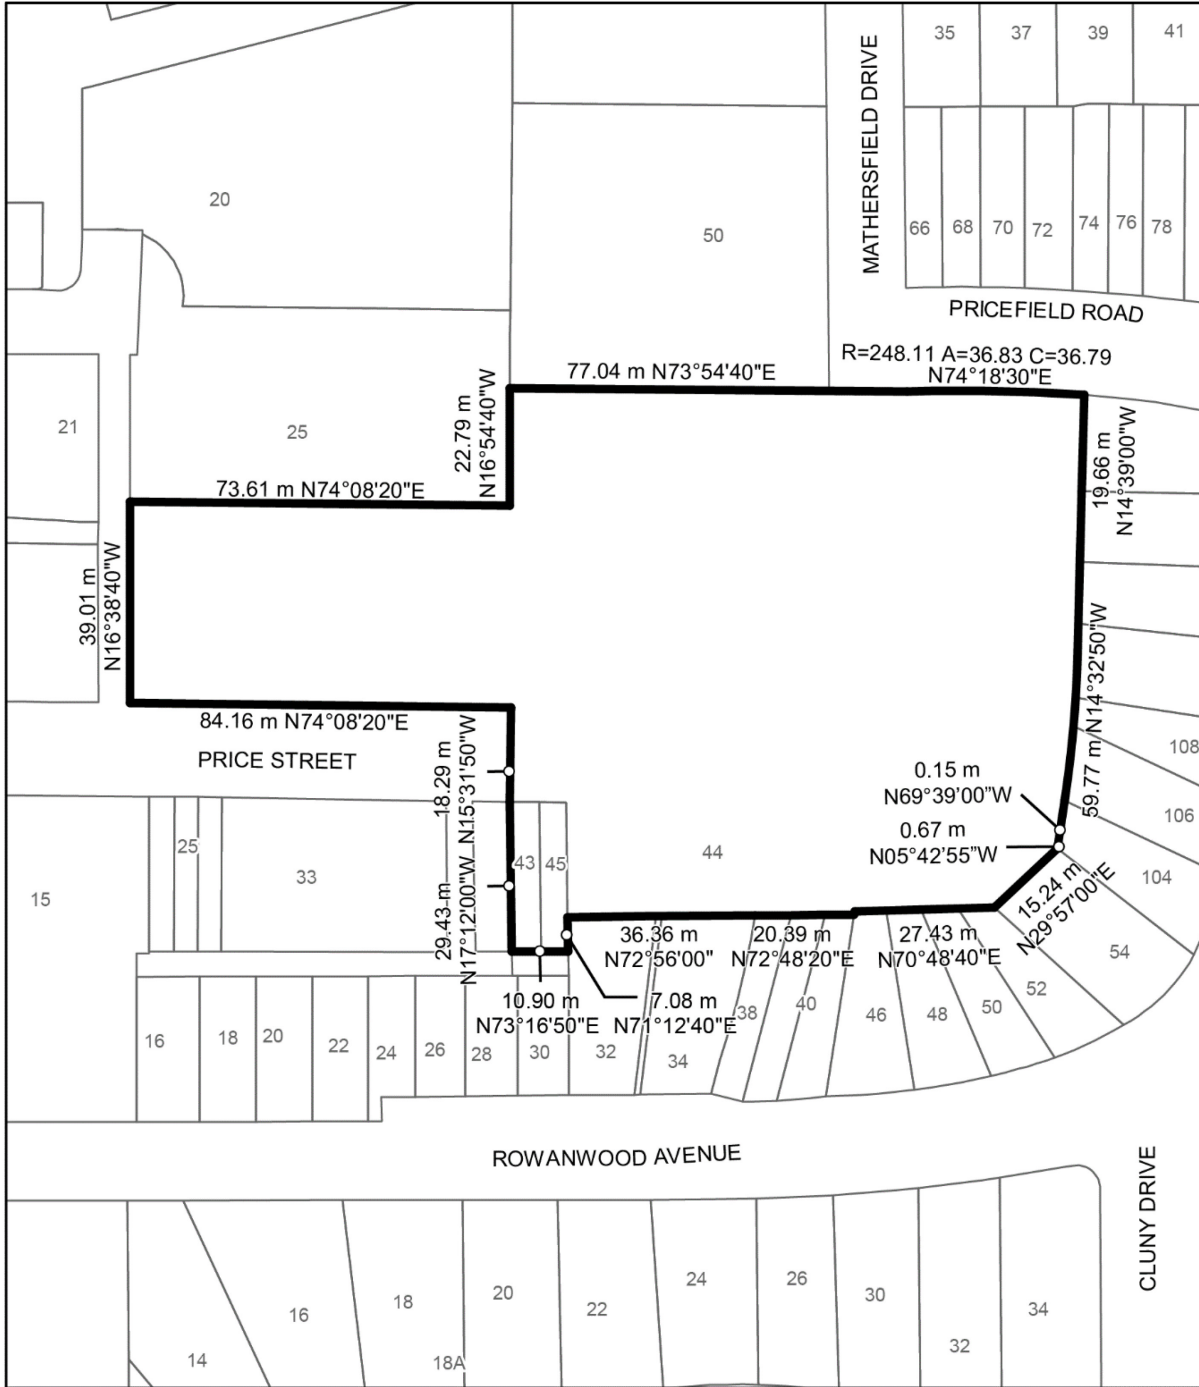 35
37
39
41
MATHERSFIELD DRIVE
20
50
66
68
70
72
74
76
78
PRICEFIELD ROAD
R=248.11 A=36.83 C=36.79
N74°18'30"E
77.04 m N73°54'40"E
22.79 m
N16°54'40"W
21
25
19.66 m
N14°39'00"W
73.61 m N74°08'20"E
39.01 m
N16°38'40"W
59.77 m N14°32'50"W
84.16 m N74°08'20"E
PRICE STREET
18.29 m
N15°31'50"W
108
0.15 m
N69°39'00"W
0.67 m
N05°42'55"W
106
104
25
33
43
45
44
15
29.43 m
N17°12'00"W
15.24 m
N29°57'00"E
36.36 m
N72°56'00"
20.39 m
N72°48'20"E
27.43 m
N70°48'40"E
54
52
50
48
46
40
38
10.90 m
N73°16'50"E
7.08 m
N71°12'40"E
16
18
20
22
24
26
28
30
32
34
ROWANWOOD AVENUE
CLUNY DRIVE
14
16
18
18A
20
22
24
26
30
32
34